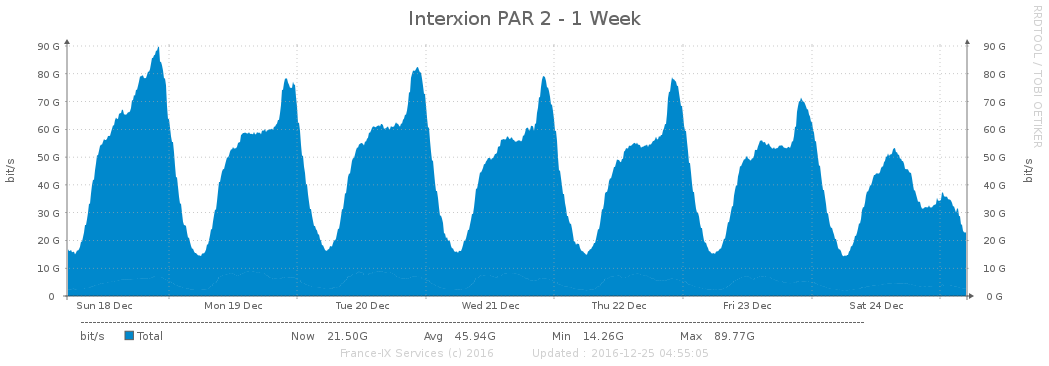 Interxion PAR 2 - 1 Week
RRDTOOL / TOBI OETIKER
bit/s
90 G
80 G
70 G
60 G
50 G
40 G
30 G
20 G
10 G
0
90 G
80 G
70 G
60 G
50 G
40 G
30 G
20 G
10 G
0 G
bit/s
Sun 18 Dec Mon 19 Dec Tue 20 Dec Wed 21 Dec Thu 22 Dec Fri 23 Dec Sat 24 Dec
bit/s Total Now 21.50G Avg 45.94G Min 14.26G Max 89.77G
France-IX Services (c) 2016 Updated : 2016-12-25 04:55:05